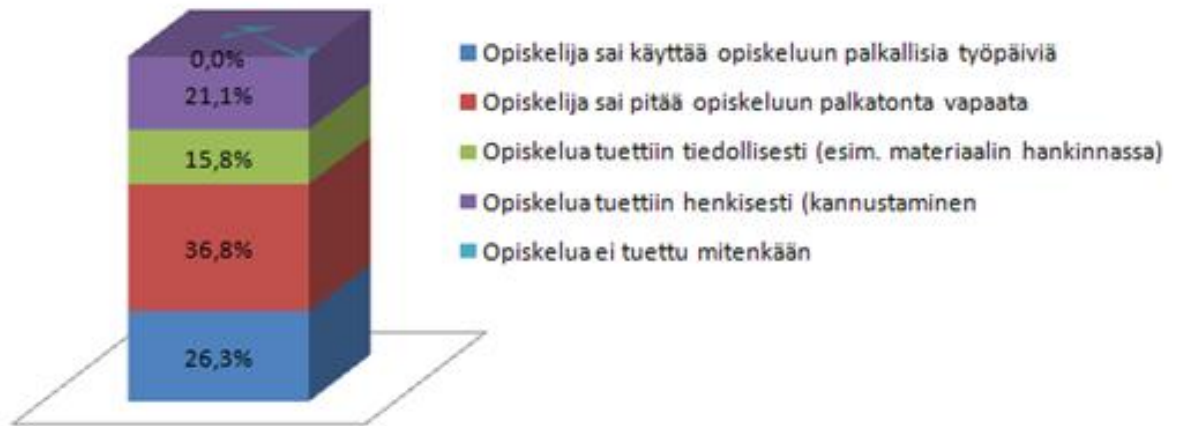 0,0%
21,1%
15,8%
36,8%
26,3%
Opiskelija sai käyttää opiskeluun palkallisia työpäiviä
Opiskelija sai pitää opiskeluun palkatonta vapaata
Opiskelua tuettiin tiedollisesti (esim. materiaalin hankinnassa)
Opiskelua tuettiin henkisesti (kannustaminen
Opiskelua ei tuettu mitenkään